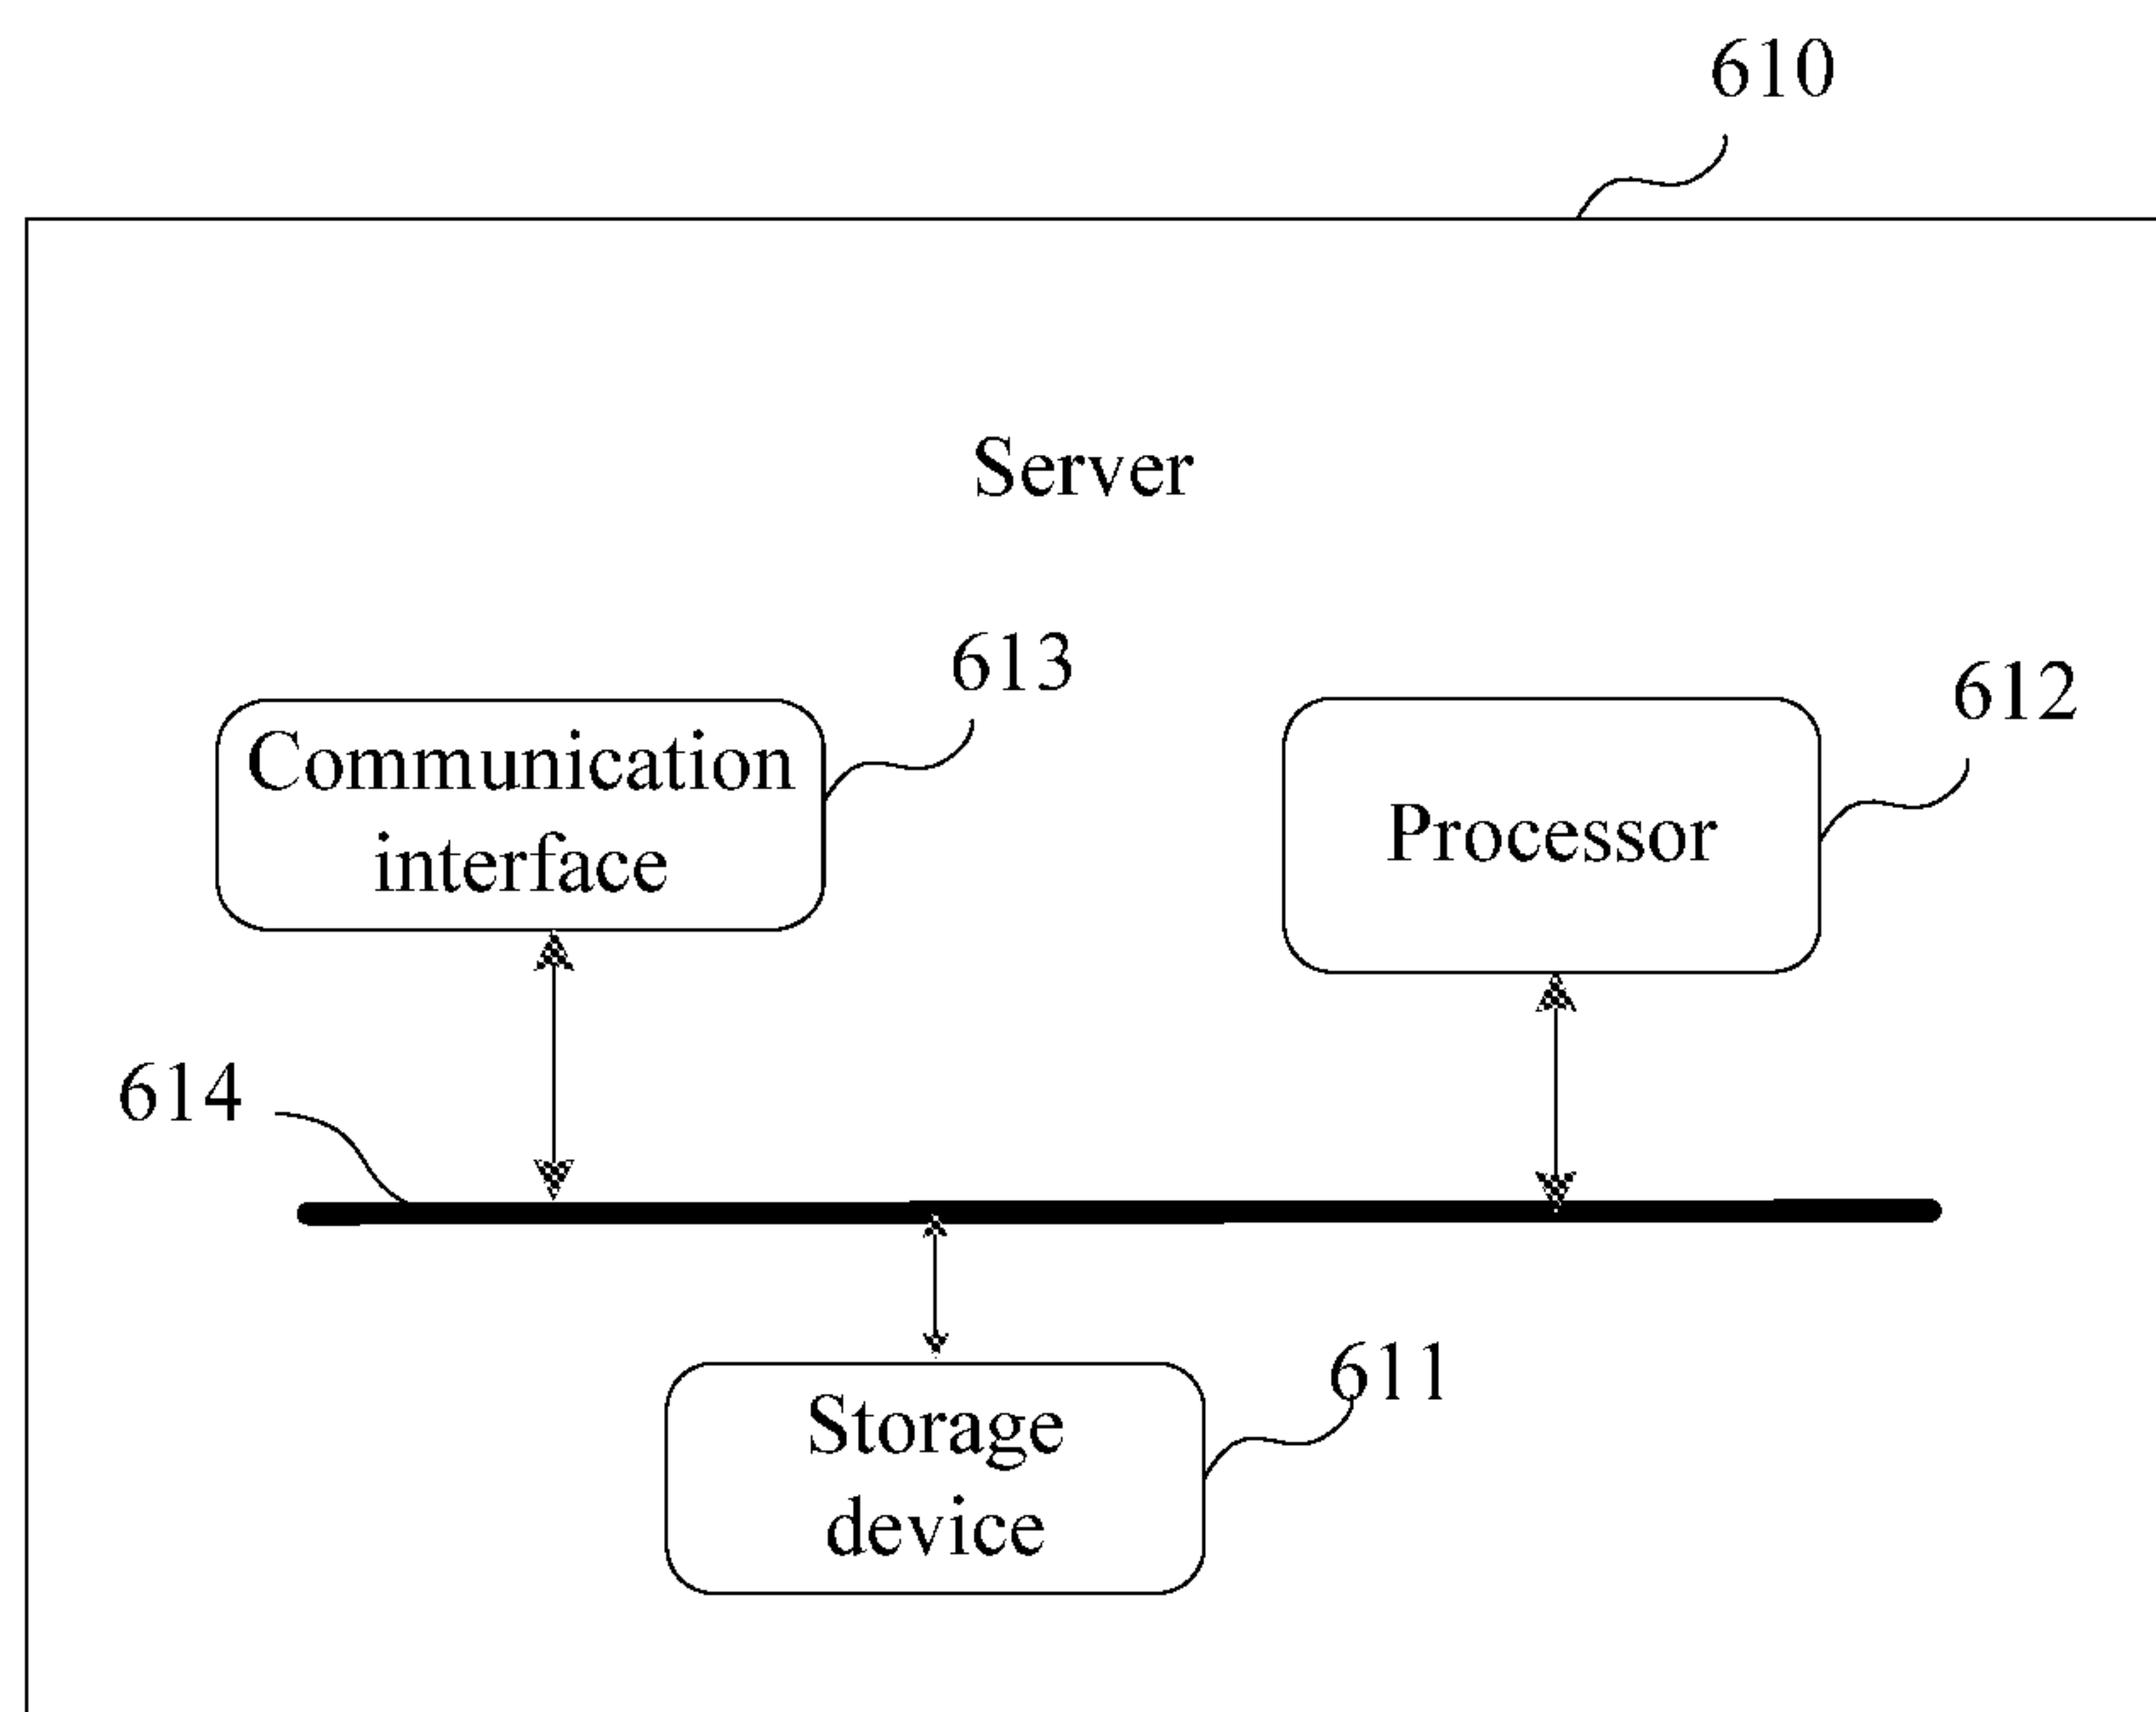 610
Server
613
612
Communication
interface
Processor
614
611
Storage
device